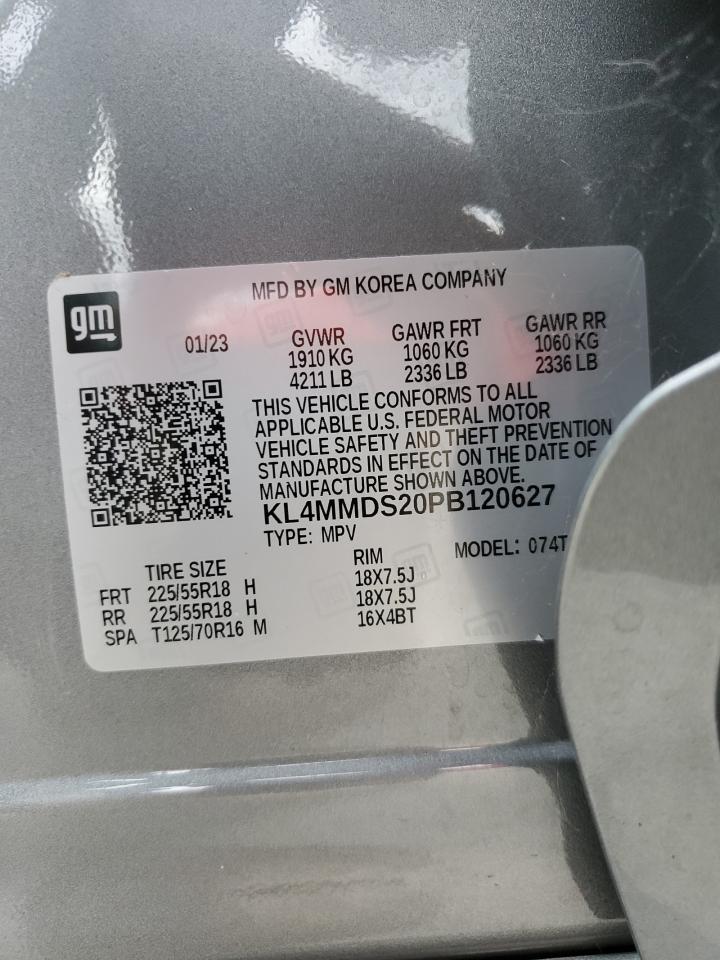 MFD BY GM KOREA COMPANY
gm
01/23
GVWR GAWR FRT GAWR RR
1910 KG 1060 KG 1060 KG
4211 LB 2336 LB 2336 LB
THIS VEHICLE CONFORMS TO ALL
APPLICABLE U.S. FEDERAL MOTOR
VEHICLE SAFETY AND THEFT PREVENTION
STANDARDS IN EFFECT ON THE DATE OF
MANUFACTURE SHOWN ABOVE.
KL4MMDS20PB120627
TYPE: MPV MODEL: 074T
TIRE SIZE RIM
FRT 225/55R18 H 18X7.5J
RR 225/55R18 H 18X7.5J
SPA T125/70R16 M 16X4BT